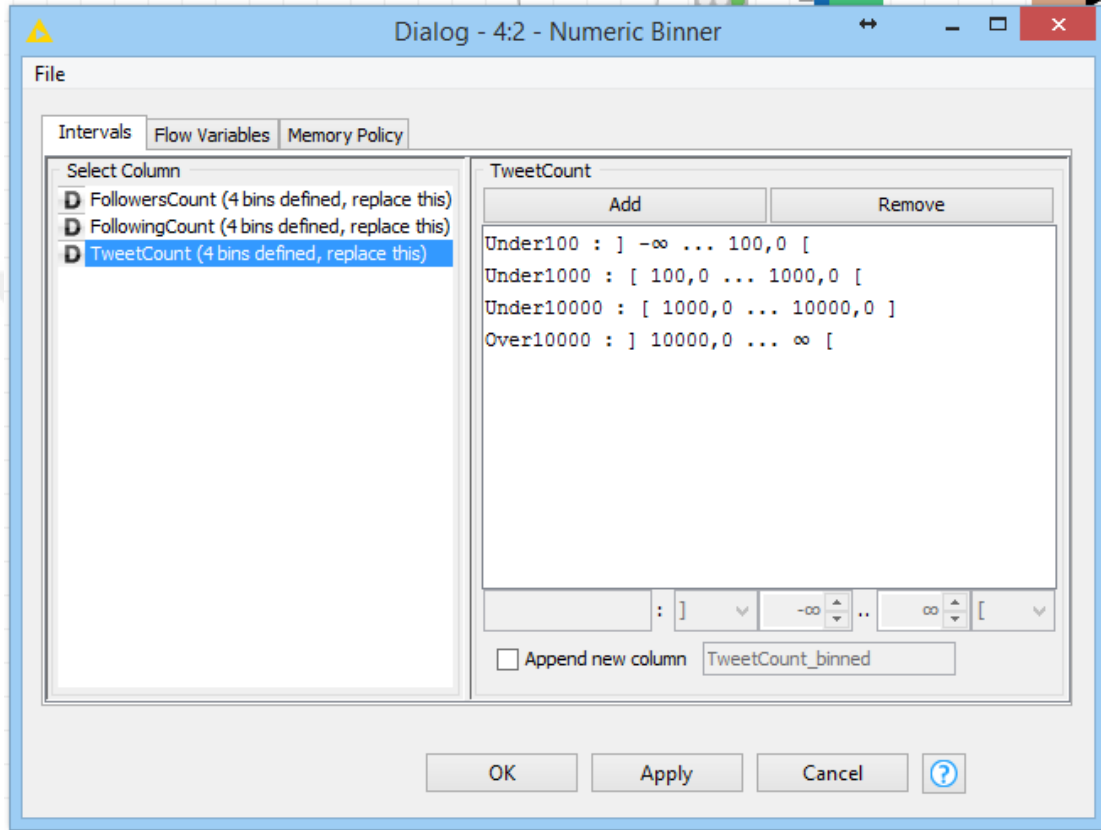 Dialog - 4:2 - Numeric Binner
File
Intervals Flow Variables Memory Policy
Select Column
D FollowersCount (4 bins defined, replace this)
D FollowingCount (4 bins defined, replace this)
D TweetCount (4 bins defined, replace this)
TweetCount
Add Remove
Under100 : ] -∞ ... 100,0 [
Under1000 : [ 100,0 ... 1000,0 [
Under10000 : [ 1000,0 ... 10000,0 ]
Over10000 : ] 10000,0 ... ∞ [
: ] -∞ .. ∞ [
Append new column TweetCount_binned
OK Apply Cancel ?